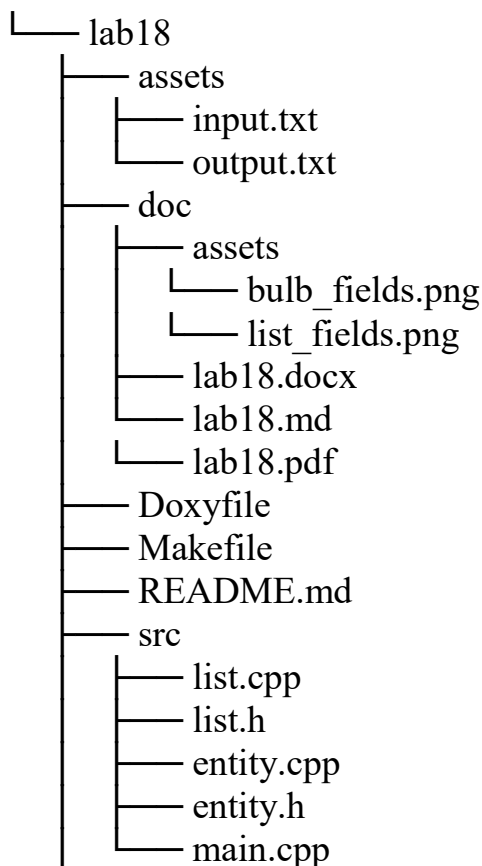 └── lab18
├── assets
│ ├── input.txt
│ └── output.txt
├── doc
│ ├── assets
│ │ └── bulb_fields.png
│ │ └── list_fields.png
│ ├── lab18.docx
│ └── lab18.md
│ └── lab18.pdf
├── Doxyfile
├── Makefile
├── README.md
├── src
│ ├── list.cpp
│ ├── list.h
│ ├── entity.cpp
│ ├── entity.h
│ └── main.cpp